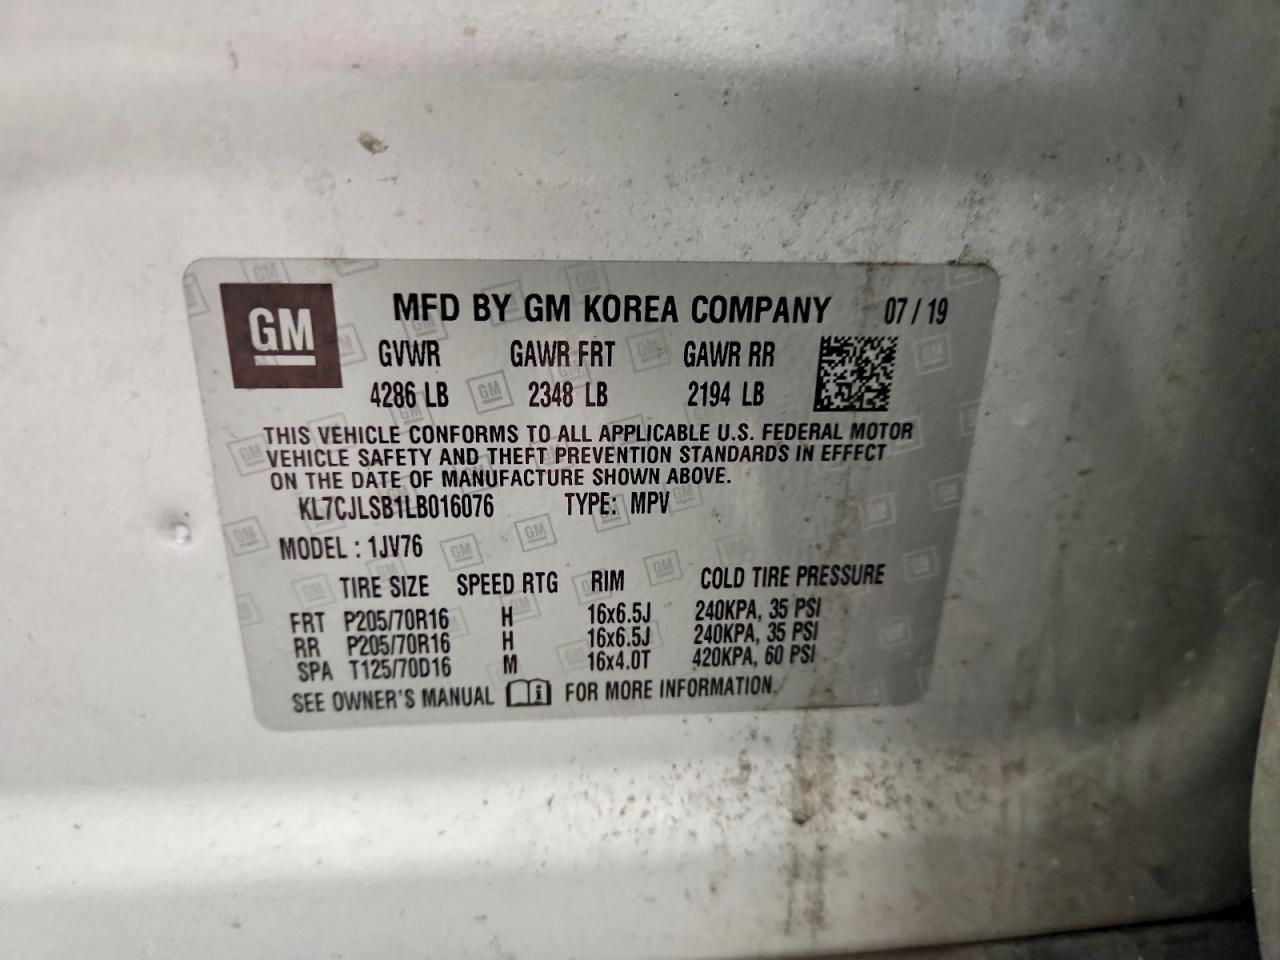 GM
MFD BY GM KOREA COMPANY 07 / 19
GVWR GAWR FRT GAWR RR
4286 LB 2348 LB 2194 LB
THIS VEHICLE CONFORMS TO ALL APPLICABLE U.S. FEDERAL MOTOR
VEHICLE SAFETY AND THEFT PREVENTION STANDARDS IN EFFECT
ON THE DATE OF MANUFACTURE SHOWN ABOVE.
KL7CJLSB1LB016076 TYPE: MPV
MODEL : 1JV76
TIRE SIZE SPEED RTG RIM COLD TIRE PRESSURE
FRT P205/70R16 H 16x6.5J 240KPA, 35 PSI
RR P205/70R16 H 16x6.5J 240KPA, 35 PSI
SPA T125/70D16 M 16x4.0T 420KPA, 60 PSI
SEE OWNER'S MANUAL i FOR MORE INFORMATION.